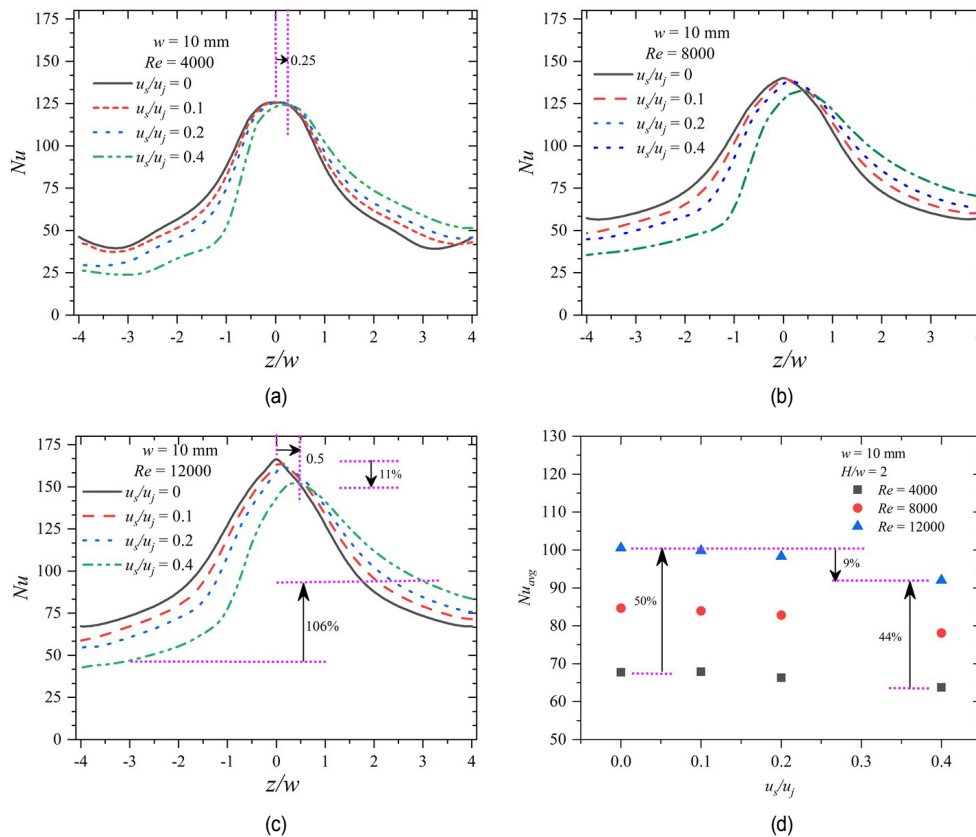 175
150
125
100
75
50
25
0
Nu
w = 10 mm
Re = 4000
u_s/u_j = 0
u_s/u_j = 0.1
u_s/u_j = 0.2
u_s/u_j = 0.4
0.25
-4 -3 -2 -1 0 1 2 3 4
z/w
(a)
175
150
125
100
75
50
25
0
Nu
w = 10 mm
Re = 8000
u_s/u_j = 0
u_s/u_j = 0.1
u_s/u_j = 0.2
u_s/u_j = 0.4
-4 -3 -2 -1 0 1 2 3 4
z/w
(b)
175
150
125
100
75
50
25
0
Nu
w = 10 mm
Re = 12000
u_s/u_j = 0
u_s/u_j = 0.1
u_s/u_j = 0.2
u_s/u_j = 0.4
0.5
11%
106%
-4 -3 -2 -1 0 1 2 3 4
z/w
(c)
130
120
110
100
90
80
70
60
50
Nu_avg
w = 10 mm
H/w = 2
Re = 4000
Re = 8000
Re = 12000
50%
9%
44%
0.0 0.1 0.2 0.3 0.4
u_s/u_j
(d)